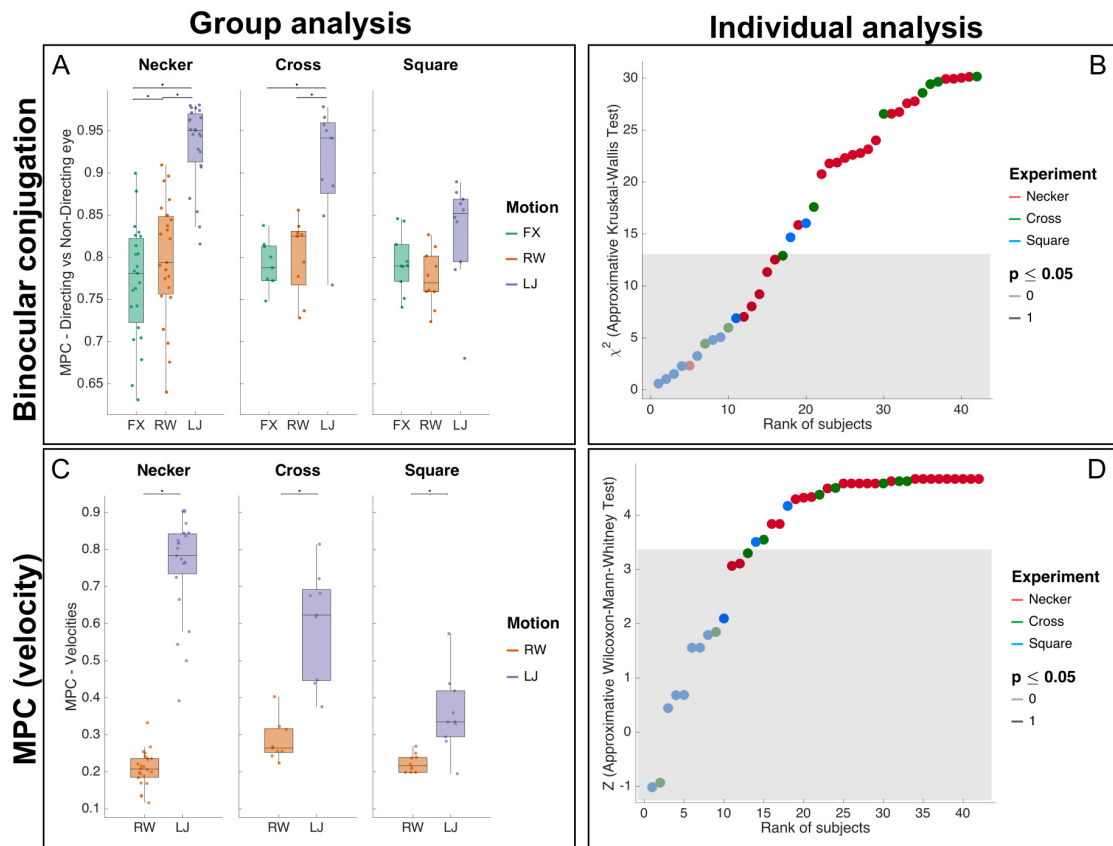 Group analysis
Individual analysis
Binocular conjugation
MPC (velocity)
A
Necker
Cross
Square
MPC - Directing vs Non-Directing eye
0.95
0.9
0.85
0.8
0.75
0.7
0.65
FX RW LJ
FX RW LJ
FX RW LJ
Motion
FX
RW
LJ
B
χ² (Approximative Kruskal-Wallis Test)
30
25
20
15
10
5
0
0 10 20 30 40
Rank of subjects
Experiment
Necker
Cross
Square
p ≤ 0.05
0
1
C
Necker
Cross
Square
MPC - Velocities
0.9
0.8
0.7
0.6
0.5
0.4
0.3
0.2
0.1
RW LJ
RW LJ
RW LJ
Motion
RW
LJ
D
Z (Approximative Wilcoxon-Mann-Whitney Test)
4
3
2
1
0
-1
0 5 10 15 20 25 30 35 40
Rank of subjects
Experiment
Necker
Cross
Square
p ≤ 0.05
0
1